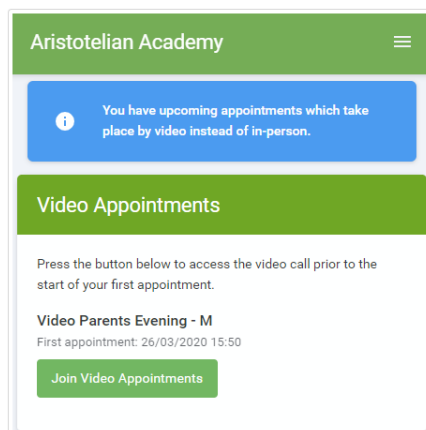 Aristotelian Academy
You have upcoming appointments which take
place by video instead of in-person.
Video Appointments
Press the button below to access the video call prior to the
start of your first appointment.
Video Parents Evening - M
First appointment: 26/03/2020 15:50
Join Video Appointments